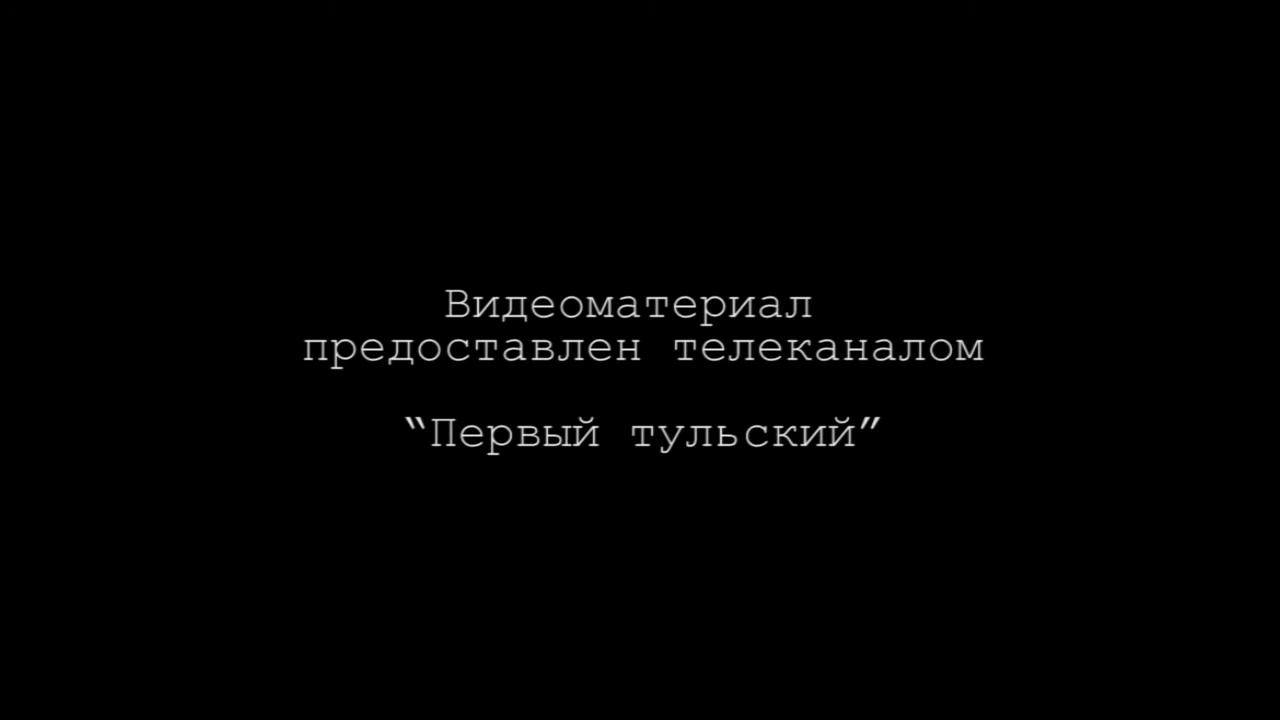 Видеоматериал
предоставлен телеканалом
“Первый тульский”